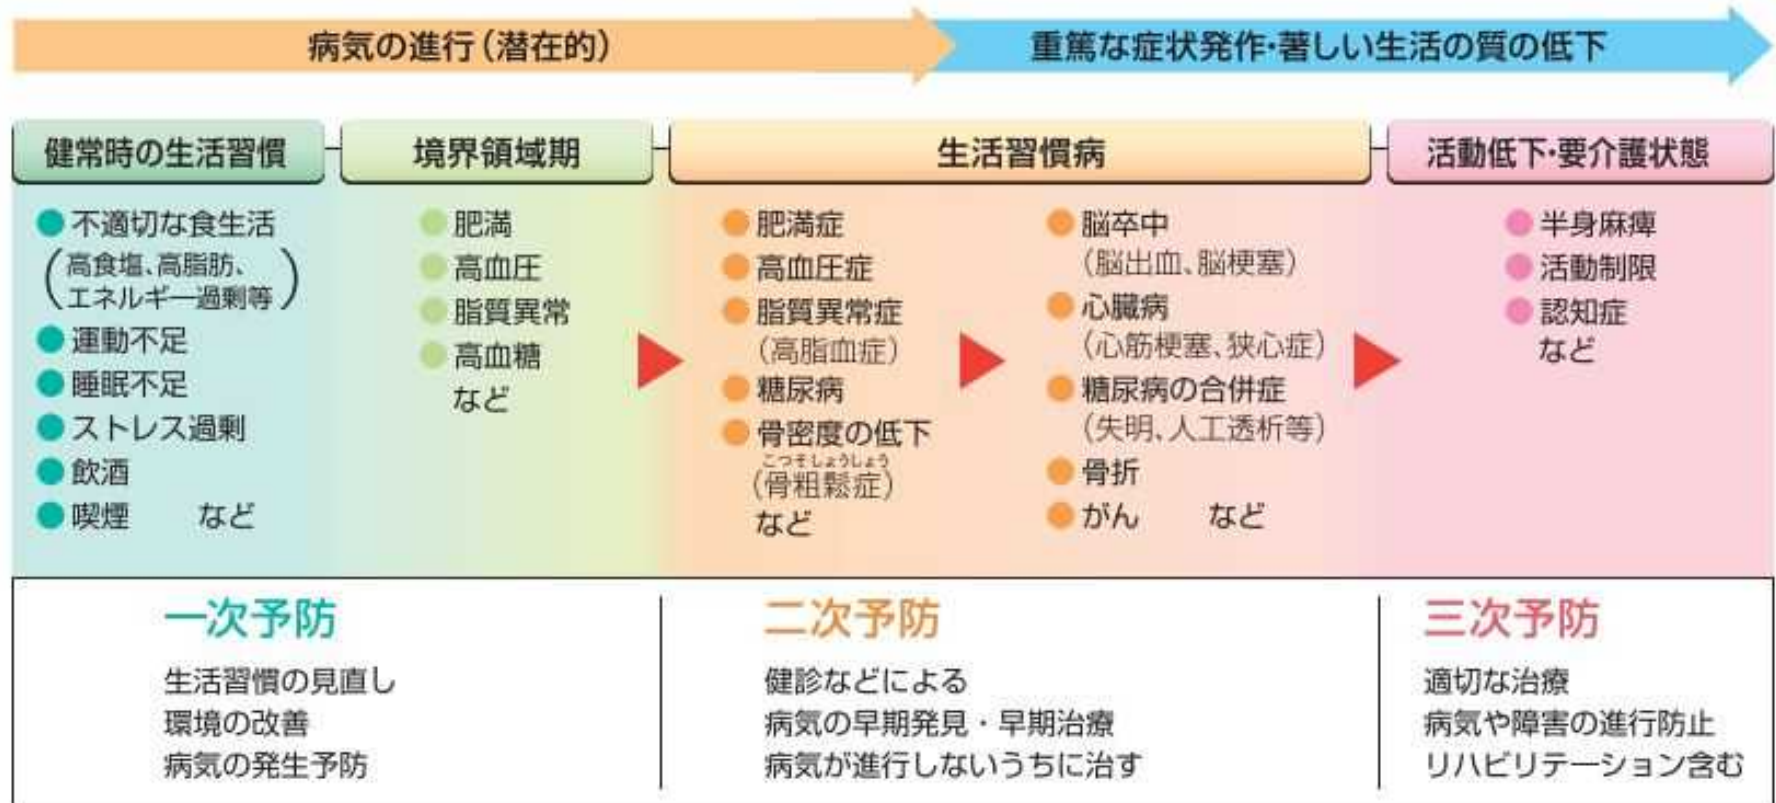 病気の進行(潜在的)
重篤な症状発作・著しい生活の質の低下
健常時の生活習慣
境界領域期
生活習慣病
活動低下・要介護状態
●不適切な食生活
(高食塩、高脂肪、
エネルギー過剰等)
●運動不足
●睡眠不足
●ストレス過剰
●飲酒
●喫煙 など
●肥満
●高血圧
●脂質異常
●高血糖
など
●肥満症
●高血圧症
●脂質異常症
(高脂血症)
●糖尿病
●骨密度の低下
こつそしょうしょう
(骨粗鬆症)
など
●脳卒中
(脳出血、脳梗塞)
●心臓病
(心筋梗塞、狭心症)
●糖尿病の合併症
(失明、人工透析等)
●骨折
●がん など
●半身麻痺
●活動制限
●認知症
など
一次予防
生活習慣の見直し
環境の改善
病気の発生予防
二次予防
健診などによる
病気の早期発見・早期治療
病気が進行しないうちに治す
三次予防
適切な治療
病気や障害の進行防止
リハビリテーション含む